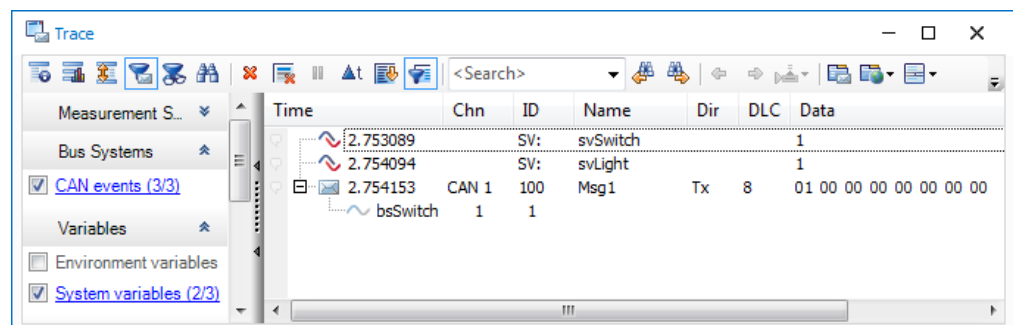 Trace
<Search>
Measurement S...
Bus Systems
CAN events (3/3)
Variables
Environment variables
System variables (2/3)
Time Chn ID Name Dir DLC Data
2.753089 SV: svSwitch 1
2.754094 SV: svLight 1
2.754153 CAN 1 100 Msg1 Tx 8 01 00 00 00 00 00 00 00
bsSwitch 1 1